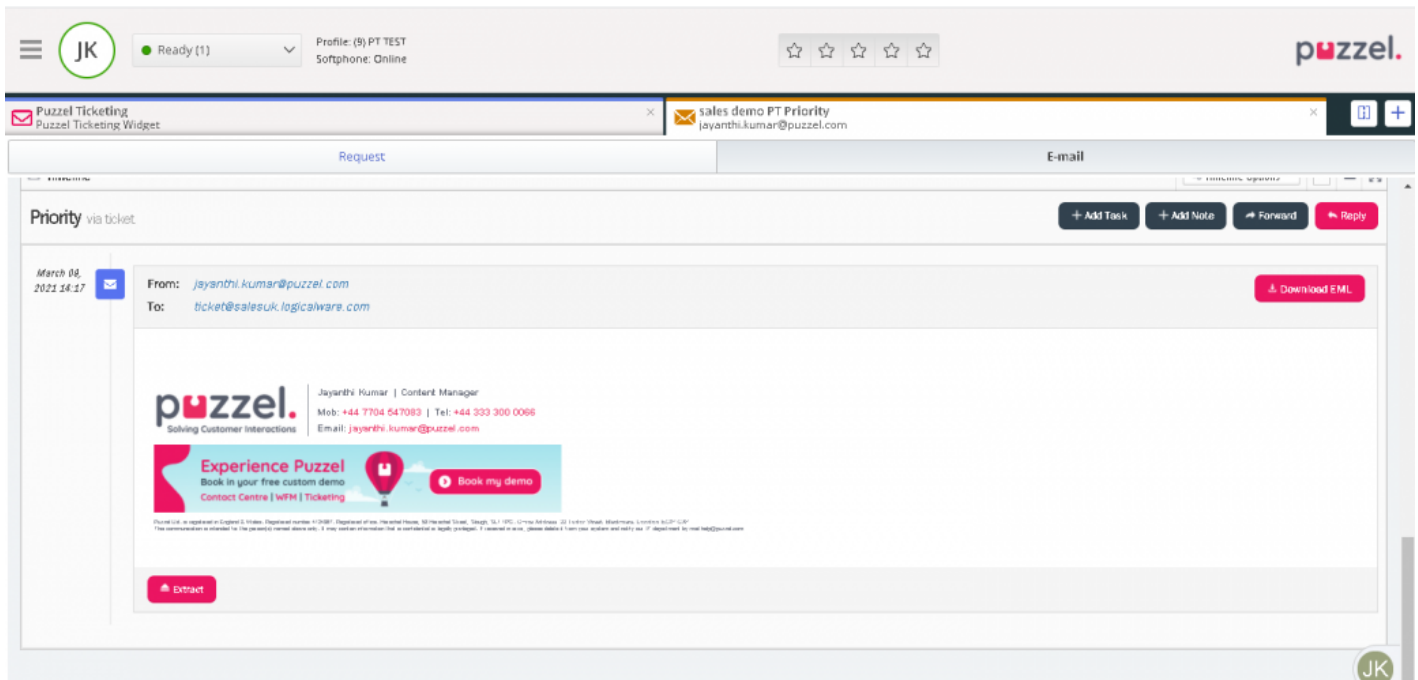 JK
Ready (1)
Profile: (9) PT TEST
Softphone: Online
puzzel.
Puzzel Ticketing
Puzzel Ticketing Widget
sales demo PT Priority
jayanthi.kumar@puzzel.com
Request
E-mail
Timeline
Timeline Options
Priority via ticket
+ Add Task
+ Add Note
Forward
Reply
March 08,
2021 14:17
From: jayanthi.kumar@puzzel.com
To: ticket@salesuk.logicalware.com
Download EML
puzzel.
Solving Customer Interactions
Jayanthi Kumar | Content Manager
Mob: +44 7704 547083 | Tel: +44 333 300 0066
Email: jayanthi.kumar@puzzel.com
Experience Puzzel
Book in your free custom demo
Contact Centre | WFM | Ticketing
Book my demo
Extract
JK